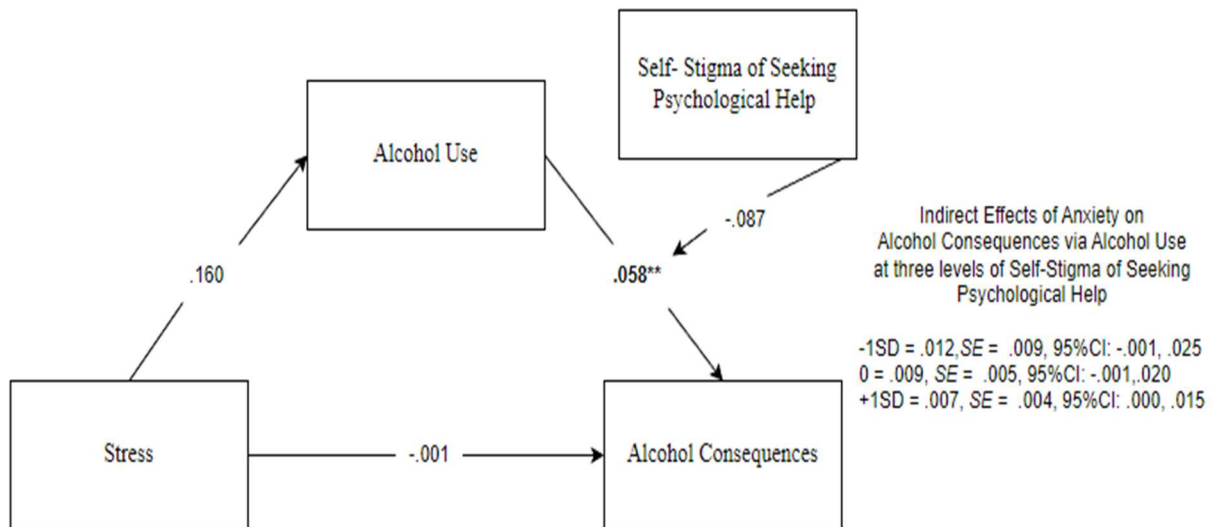 Self- Stigma of Seeking
Psychological Help
Alcohol Use
-.087
.160
.058**
Indirect Effects of Anxiety on
Alcohol Consequences via Alcohol Use
at three levels of Self-Stigma of Seeking
Psychological Help
-1SD = .012,SE = .009, 95%CI: -.001, .025
0 = .009, SE = .005, 95%CI: -.001,.020
+1SD = .007, SE = .004, 95%CI: .000, .015
Stress
-.001
Alcohol Consequences